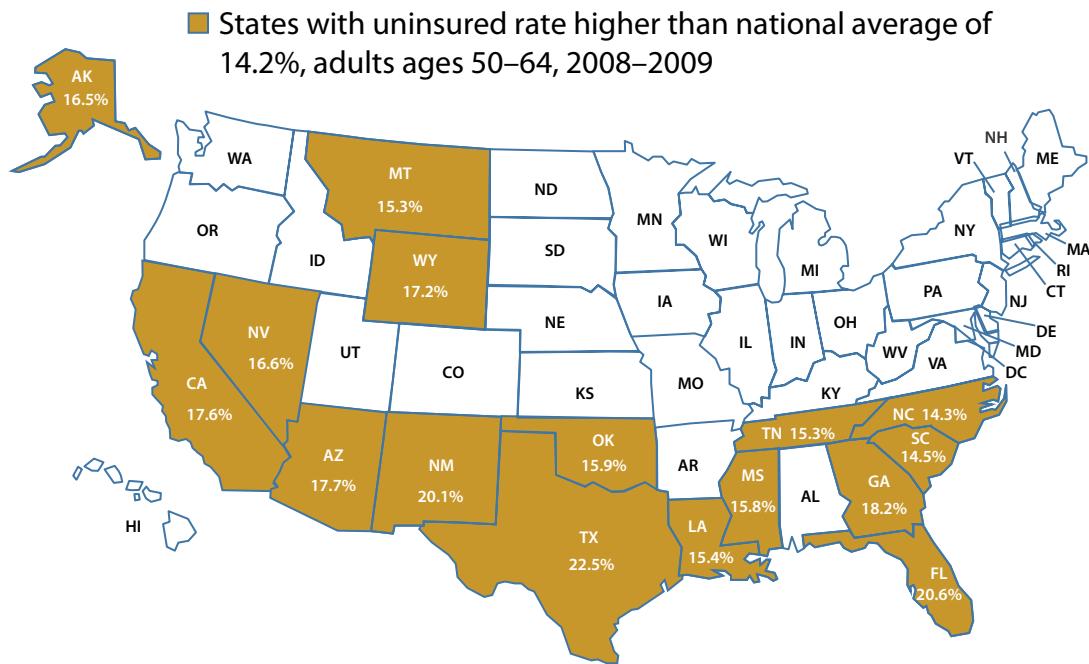 States with uninsured rate higher than national average of
14.2%, adults ages 50–64, 2008–2009
AK
16.5%
WA
MT
15.3%
ND
MN
VT
NH
ME
OR
ID
WY
17.2%
SD
WI
MI
NY
MA
RI
CT
NV
16.6%
UT
CO
NE
IA
IL
IN
OH
PA
NJ
DE
MD
DC
WV
VA
CA
17.6%
KS
MO
KY
AZ
17.7%
NM
20.1%
OK
15.9%
AR
TN 15.3%
NC 14.3%
SC
14.5%
MS
15.8%
AL
GA
18.2%
HI
TX
22.5%
LA
15.4%
FL
20.6%